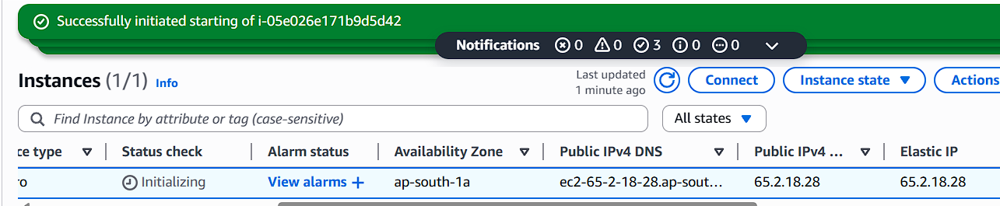 Successfully initiated starting of i-05e026e171b9d5d42
Notifications 0 0 3 0 0
Instances (1/1) Info
Last updated
1 minute ago
Connect
Instance state
Actions
Find Instance by attribute or tag (case-sensitive)
All states
ce type Status check Alarm status Availability Zone Public IPv4 DNS Public IPv4 ... Elastic IP
ro Initializing View alarms + ap-south-1a ec2-65-2-18-28.ap-sout... 65.2.18.28 65.2.18.28